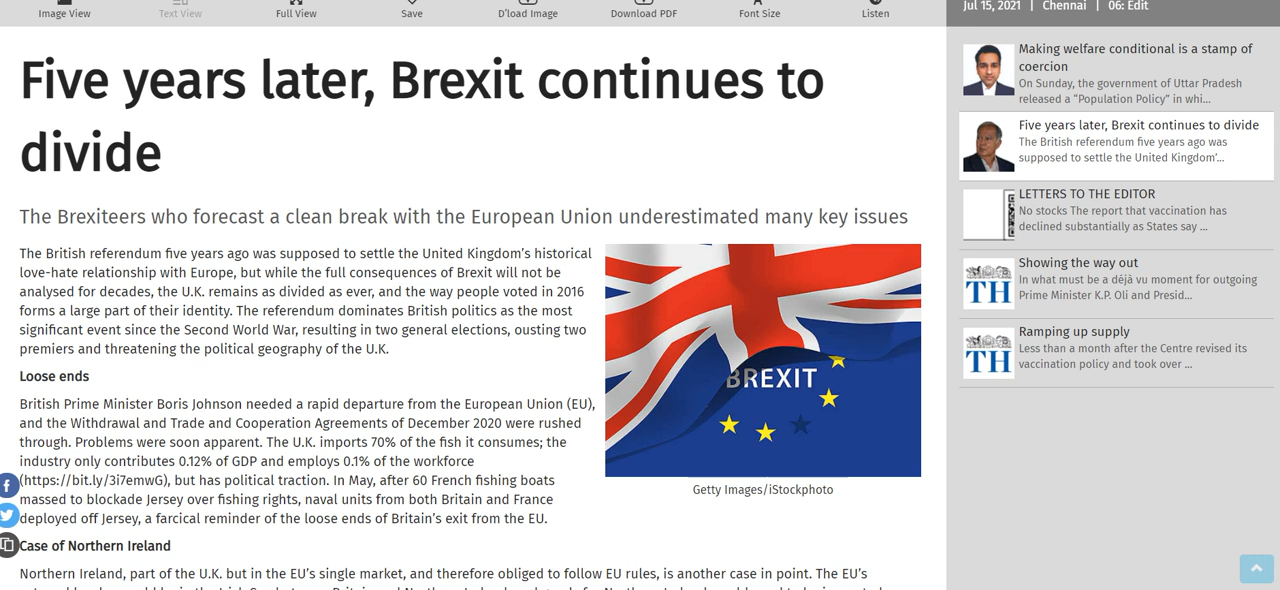 Image View
Text View
Full View
Save
D'load Image
Download PDF
Font Size
Listen
Jul 15, 2021 | Chennai | 06: Edit
Five years later, Brexit continues to
divide
The Brexiteers who forecast a clean break with the European Union underestimated many key issues
The British referendum five years ago was supposed to settle the United Kingdom's historical
love-hate relationship with Europe, but while the full consequences of Brexit will not be
analysed for decades, the U.K. remains as divided as ever, and the way people voted in 2016
forms a large part of their identity. The referendum dominates British politics as the most
significant event since the Second World War, resulting in two general elections, ousting two
premiers and threatening the political geography of the U.K.
Loose ends
British Prime Minister Boris Johnson needed a rapid departure from the European Union (EU),
and the Withdrawal and Trade and Cooperation Agreements of December 2020 were rushed
through. Problems were soon apparent. The U.K. imports 70% of the fish it consumes; the
industry only contributes 0.12% of GDP and employs 0.1% of the workforce
(https://bit.ly/3i7emwG), but has political traction. In May, after 60 French fishing boats
massed to blockade Jersey over fishing rights, naval units from both Britain and France
deployed off Jersey, a farcical reminder of the loose ends of Britain's exit from the EU.
Case of Northern Ireland
Northern Ireland, part of the U.K. but in the EU's single market, and therefore obliged to follow EU rules, is another case in point. The EU's
BREXIT
Getty Images/iStockphoto
Making welfare conditional is a stamp of
coercion
On Sunday, the government of Uttar Pradesh
released a "Population Policy" in whi...
Five years later, Brexit continues to divide
The British referendum five years ago was
supposed to settle the United Kingdom'...
LETTERS TO THE EDITOR
No stocks The report that vaccination has
declined substantially as States say ...
TH
Showing the way out
In what must be a déjà vu moment for outgoing
Prime Minister K.P. Oli and Presid...
TH
Ramping up supply
Less than a month after the Centre revised its
vaccination policy and took over ...